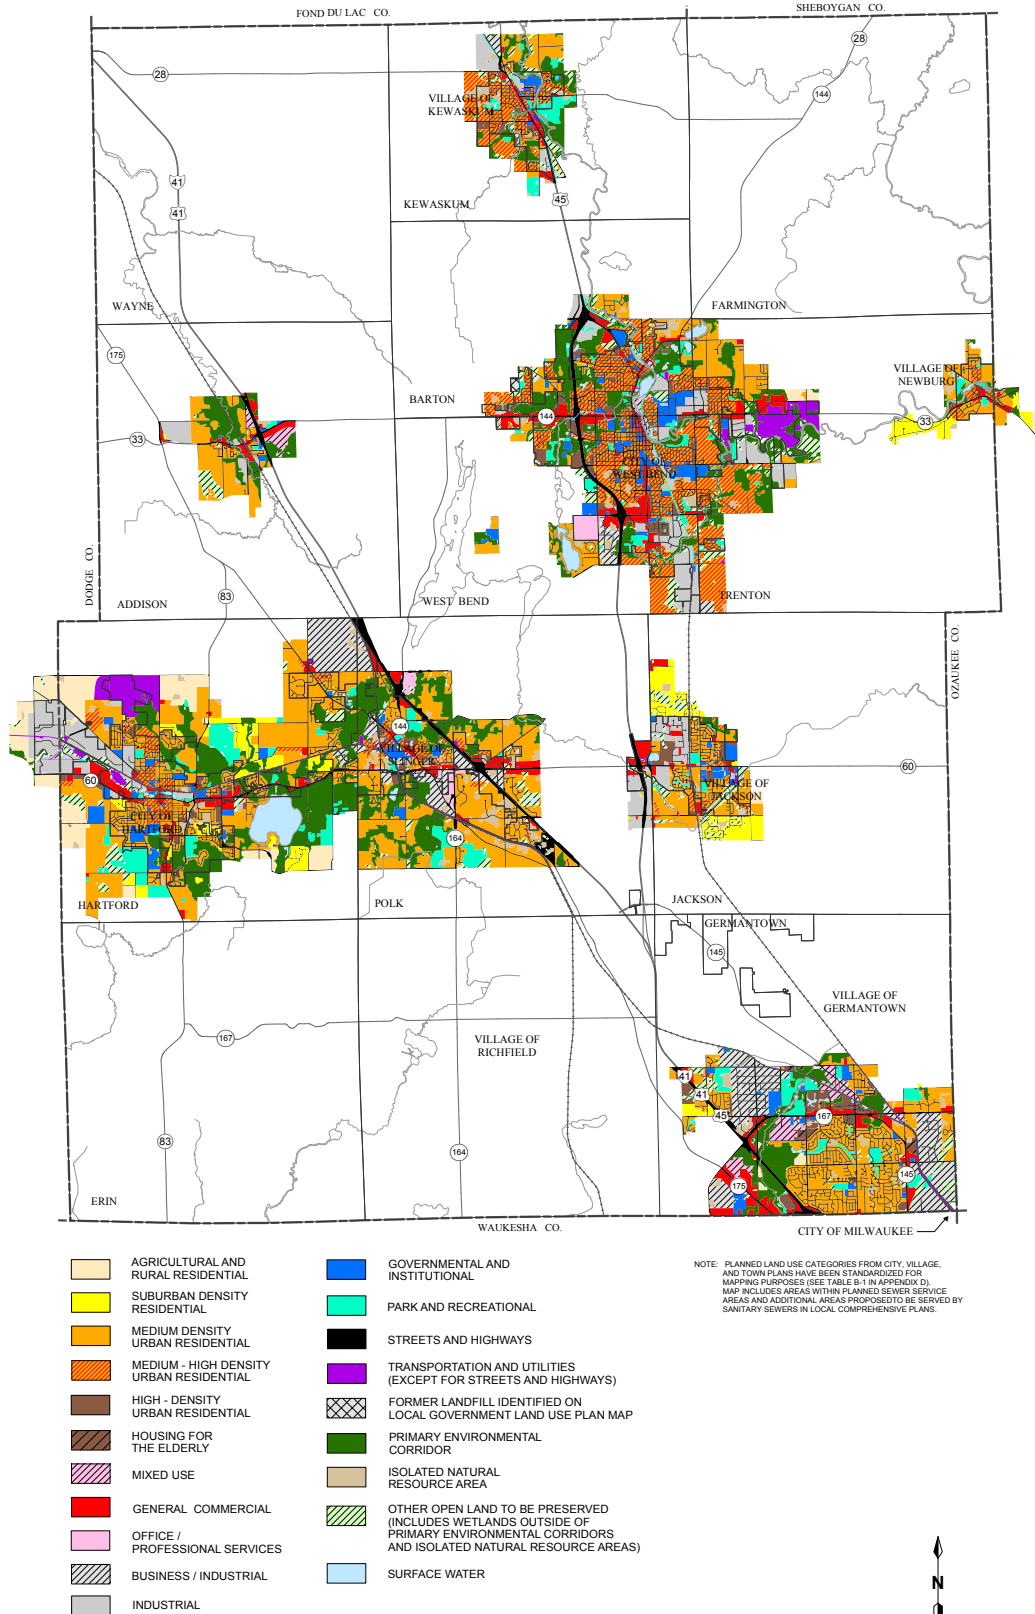 FOND DU LAC CO.
SHEBOYGAN CO.
28
28
144
VILLAGE OF
KEWASKUM
41
41
45
KEWASKUM
WAYNE
FARMINGTON
175
VILLAGE OF
NEWBURG
BARTON
144
33
33
CITY OF
WEST BEND
DODGE CO.
83
ADDISON
WEST BEND
TRENTON
OZAUKEE CO.
144
VILLAGE OF
SLINGER
60
60
VILLAGE OF
JACKSON
CITY OF
HARTFORD
164
HARTFORD
POLK
JACKSON
GERMANTOWN
145
VILLAGE OF
GERMANTOWN
167
VILLAGE OF
RICHFIELD
41
41
45
167
83
164
175
145
ERIN
WAUKESHA CO.
CITY OF MILWAUKEE
AGRICULTURAL AND
RURAL RESIDENTIAL
SUBURBAN DENSITY
RESIDENTIAL
MEDIUM DENSITY
URBAN RESIDENTIAL
MEDIUM - HIGH DENSITY
URBAN RESIDENTIAL
HIGH - DENSITY
URBAN RESIDENTIAL
HOUSING FOR
THE ELDERLY
MIXED USE
GENERAL COMMERCIAL
OFFICE /
PROFESSIONAL SERVICES
BUSINESS / INDUSTRIAL
INDUSTRIAL
GOVERNMENTAL AND
INSTITUTIONAL
PARK AND RECREATIONAL
STREETS AND HIGHWAYS
TRANSPORTATION AND UTILITIES
(EXCEPT FOR STREETS AND HIGHWAYS)
FORMER LANDFILL IDENTIFIED ON
LOCAL GOVERNMENT LAND USE PLAN MAP
PRIMARY ENVIRONMENTAL
CORRIDOR
ISOLATED NATURAL
RESOURCE AREA
OTHER OPEN LAND TO BE PRESERVED
(INCLUDES WETLANDS OUTSIDE OF
PRIMARY ENVIRONMENTAL CORRIDORS
AND ISOLATED NATURAL RESOURCE AREAS)
SURFACE WATER
NOTE: PLANNED LAND USE CATEGORIES FROM CITY, VILLAGE,
AND TOWN PLANS HAVE BEEN STANDARDIZED FOR
MAPPING PURPOSES (SEE TABLE B-1 IN APPENDIX D).
MAP INCLUDES AREAS WITHIN PLANNED SEWER SERVICE
AREAS AND ADDITIONAL AREAS PROPOSEDTO BE SERVED BY
SANITARY SEWERS IN LOCAL COMPREHENSIVE PLANS.
N